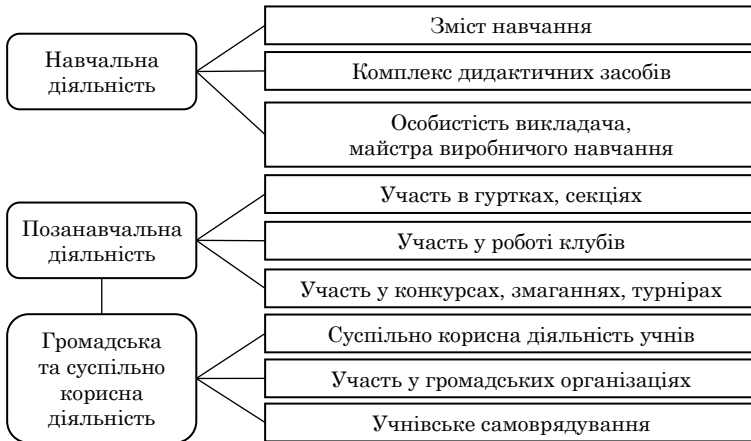 Навчальна
діяльність
Зміст навчання
Комплекс дидактичних засобів
Особистість викладача,
майстра виробничого навчання
Позанавчальна
діяльність
Участь в гуртках, секціях
Участь у роботі клубів
Участь у конкурсах, змаганнях, турнірах
Громадська
та суспільно
корисна
діяльність
Суспільно корисна діяльність учнів
Участь у громадських організаціях
Учнівське самоврядування